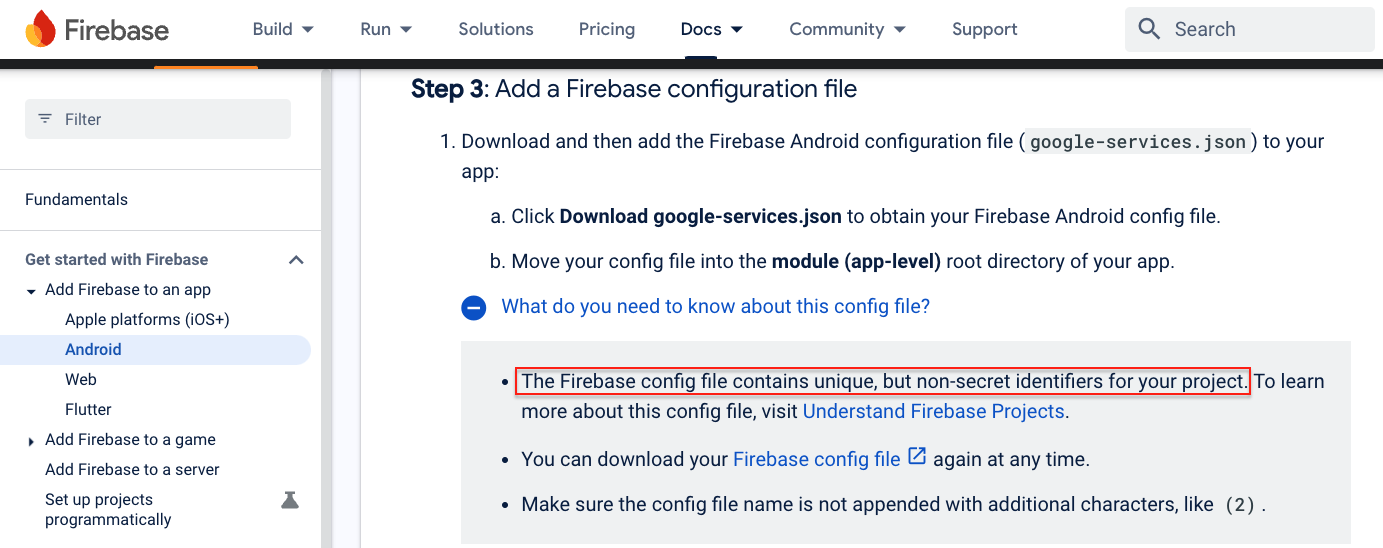 Firebase
Build
Run
Solutions
Pricing
Docs
Community
Support
Search
Filter
Fundamentals
Get started with Firebase
Add Firebase to an app
Apple platforms (iOS+)
Android
Web
Flutter
Add Firebase to a game
Add Firebase to a server
Set up projects
programmatically
Step 3: Add a Firebase configuration file
1. Download and then add the Firebase Android configuration file (google-services.json) to your
app:
a. Click Download google-services.json to obtain your Firebase Android config file.
b. Move your config file into the module (app-level) root directory of your app.
What do you need to know about this config file?
• The Firebase config file contains unique, but non-secret identifiers for your project. To learn
more about this config file, visit Understand Firebase Projects.
• You can download your Firebase config file again at any time.
• Make sure the config file name is not appended with additional characters, like (2).